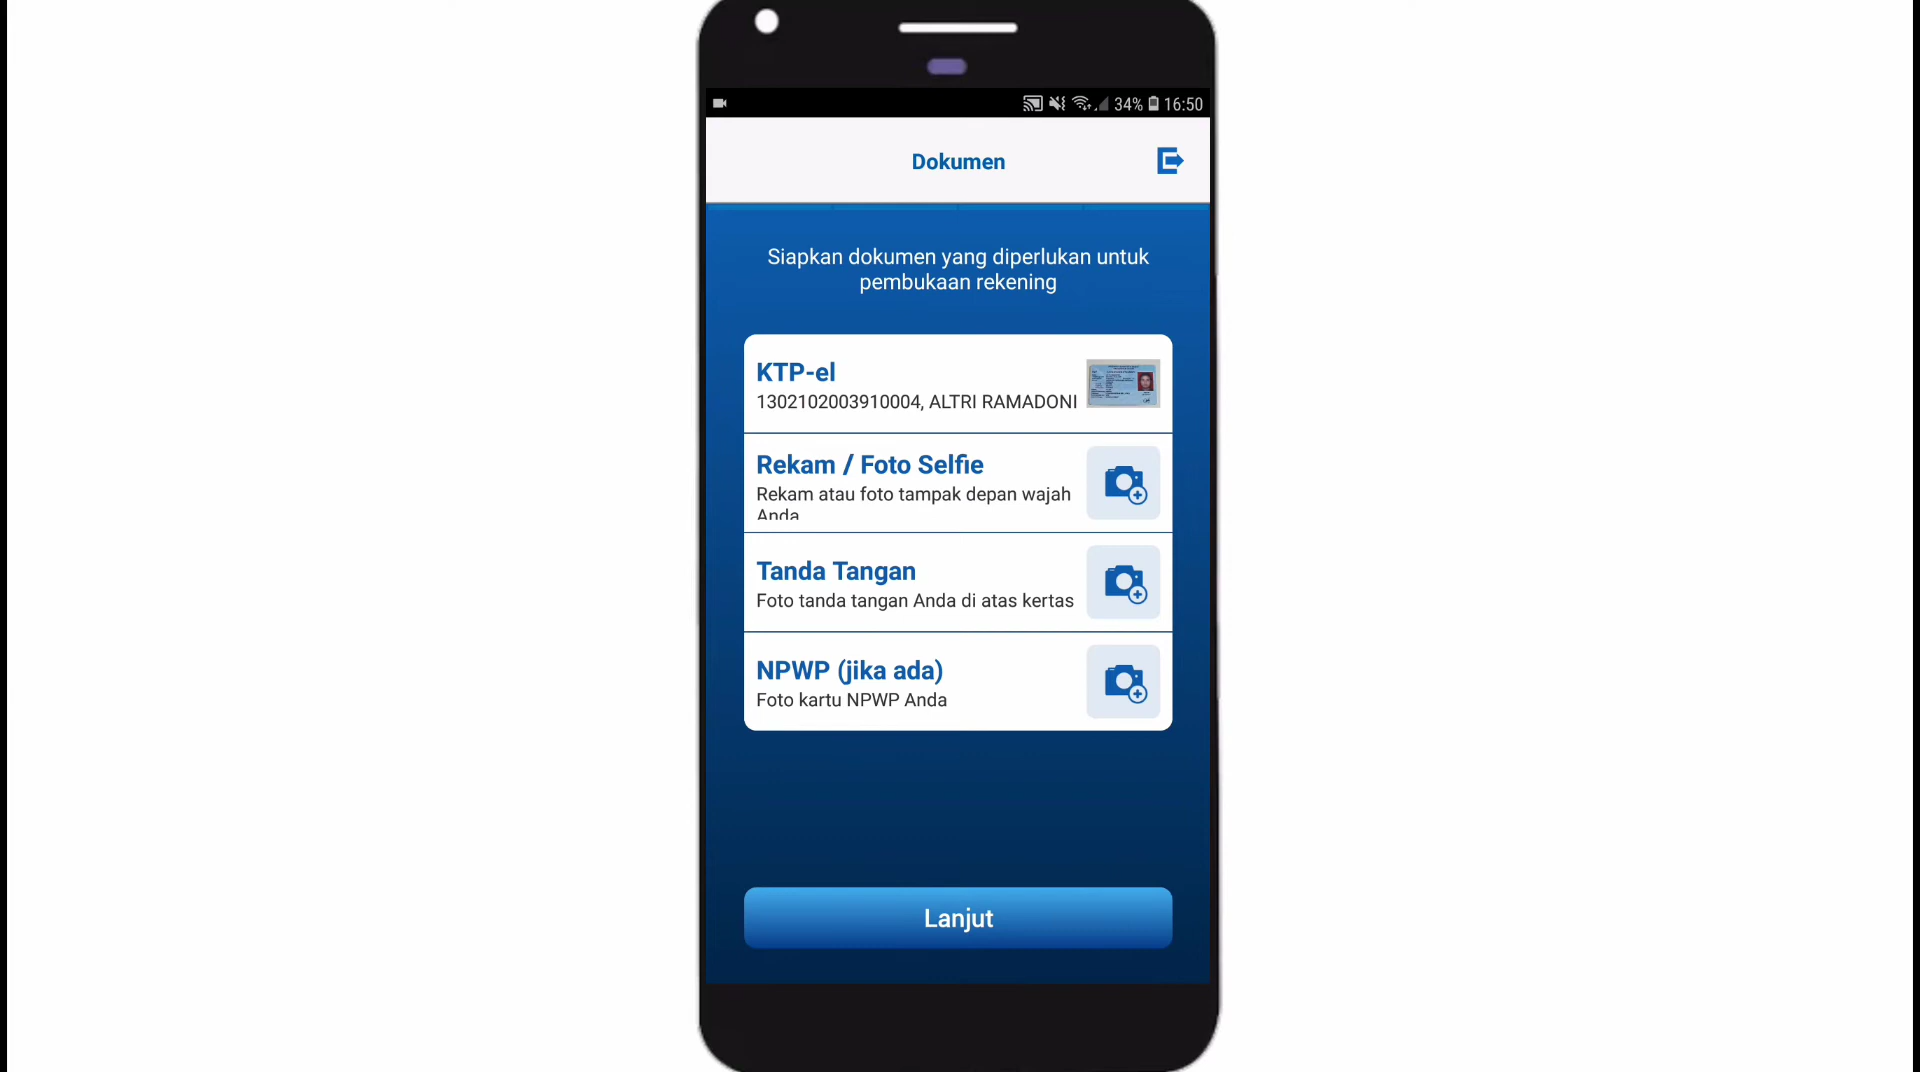 34% 16:50
Dokumen
Siapkan dokumen yang diperlukan untuk
pembukaan rekening
KTP-el
1302102003910004, ALTRI RAMADONI
Rekam / Foto Selfie
Rekam atau foto tampak depan wajah
Anda
Tanda Tangan
Foto tanda tangan Anda di atas kertas
NPWP (jika ada)
Foto kartu NPWP Anda
Lanjut